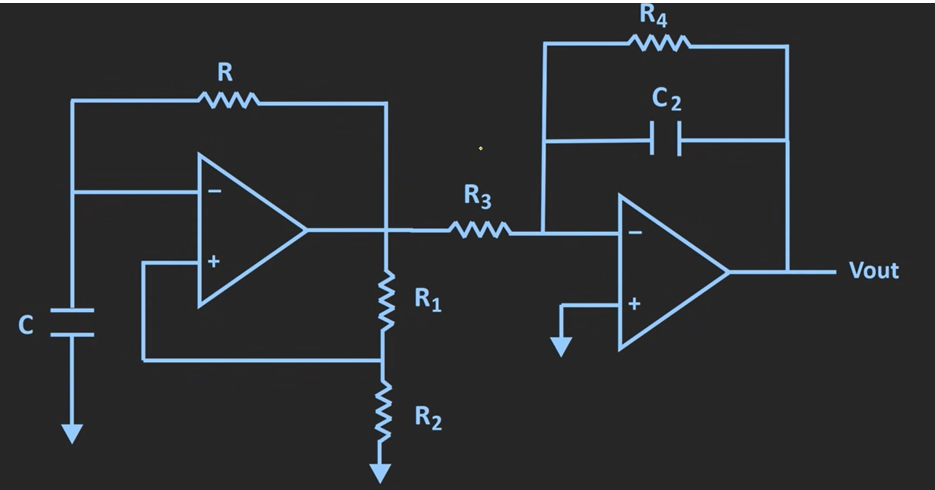 R₄
R
C₂
R₃
−
+
R₁
C
R₂
−
+
Vout